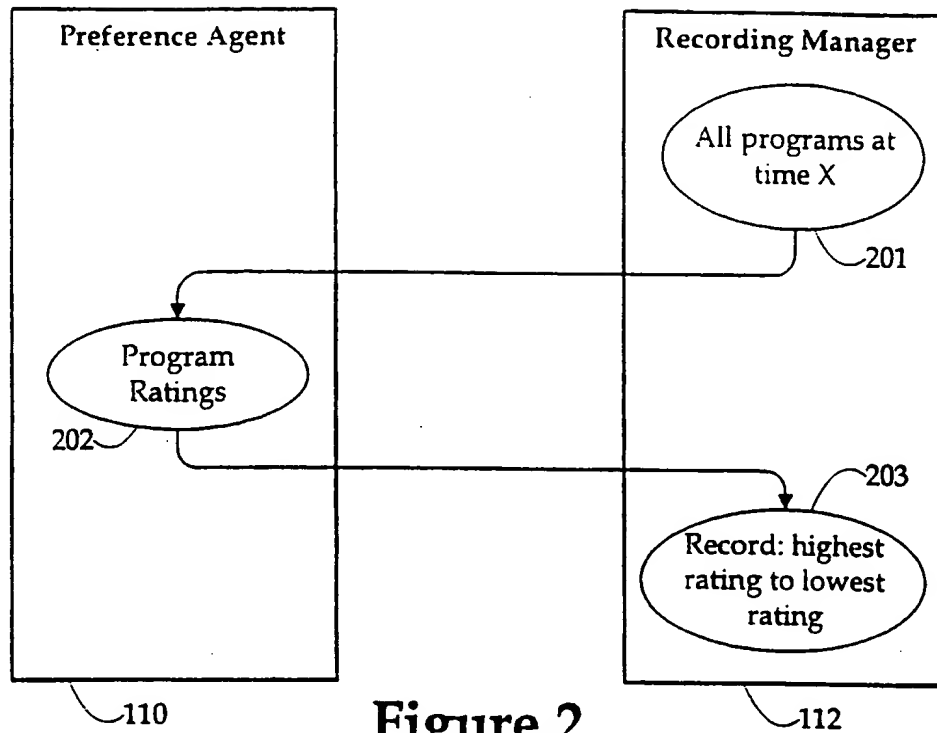 Preference Agent
Recording Manager
All programs at
time X
201
Program
Ratings
202
203
Record: highest
rating to lowest
rating
110
112
Figure 2